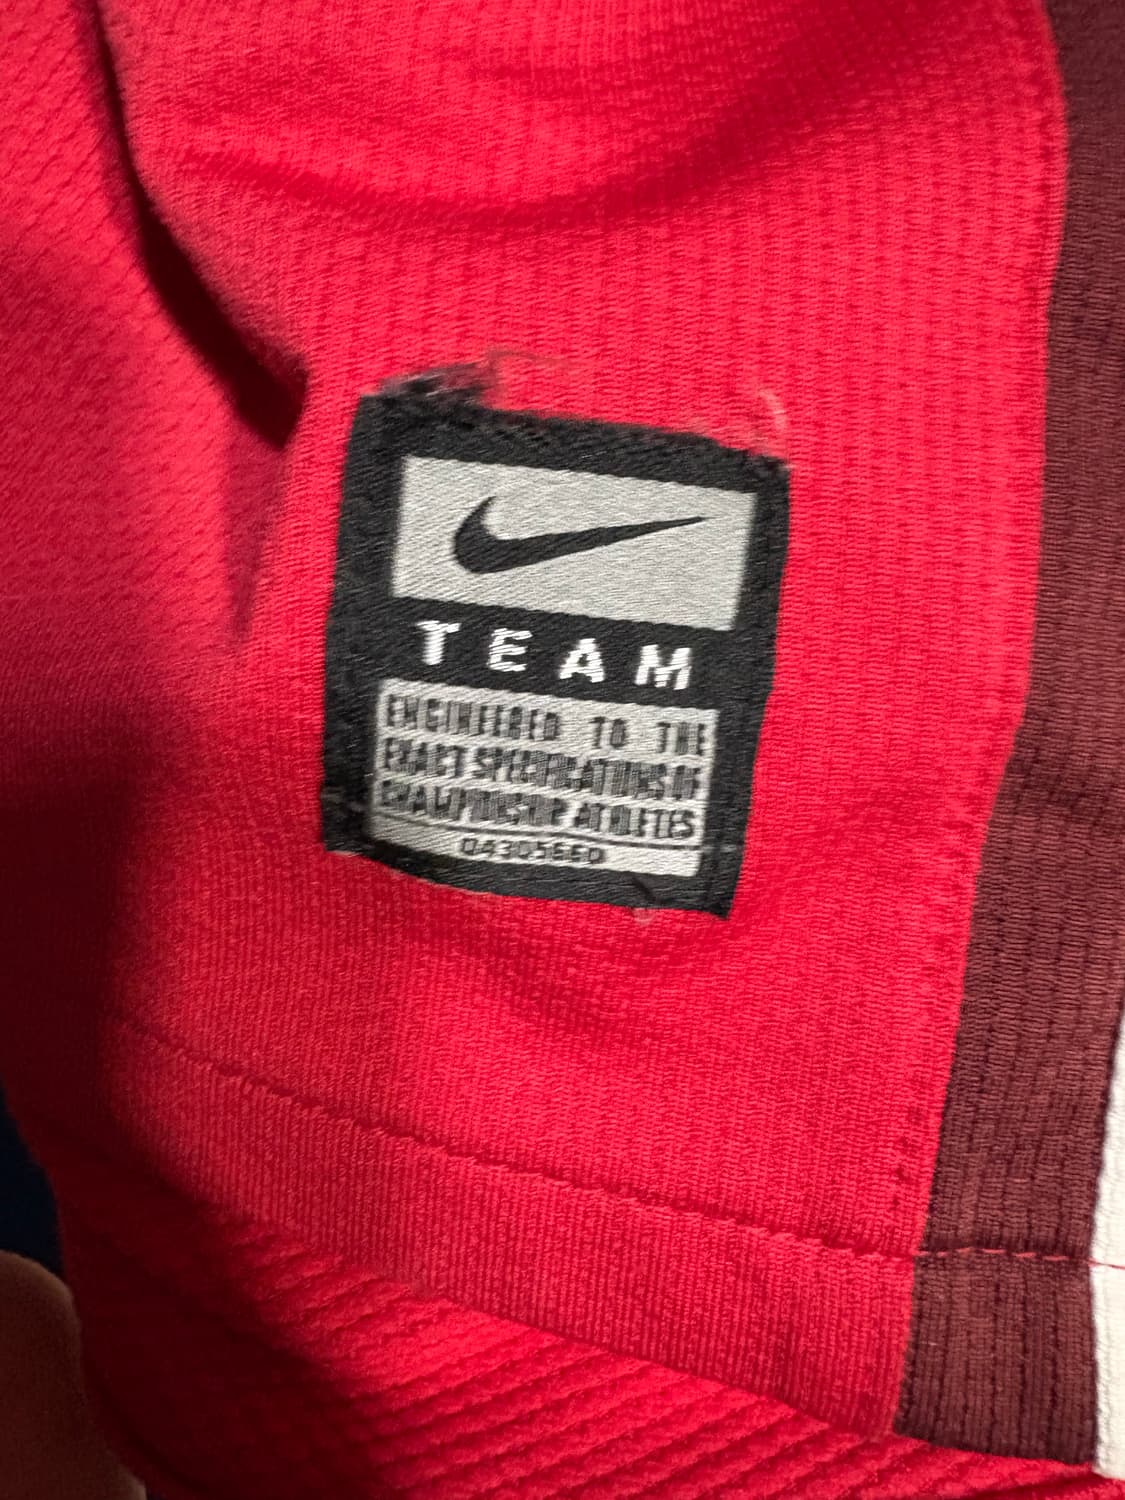 TEAM
ENGINEERED TO THE
EXACT SPECIFICATIONS OF
CHAMPIONSHIP ATHLETES